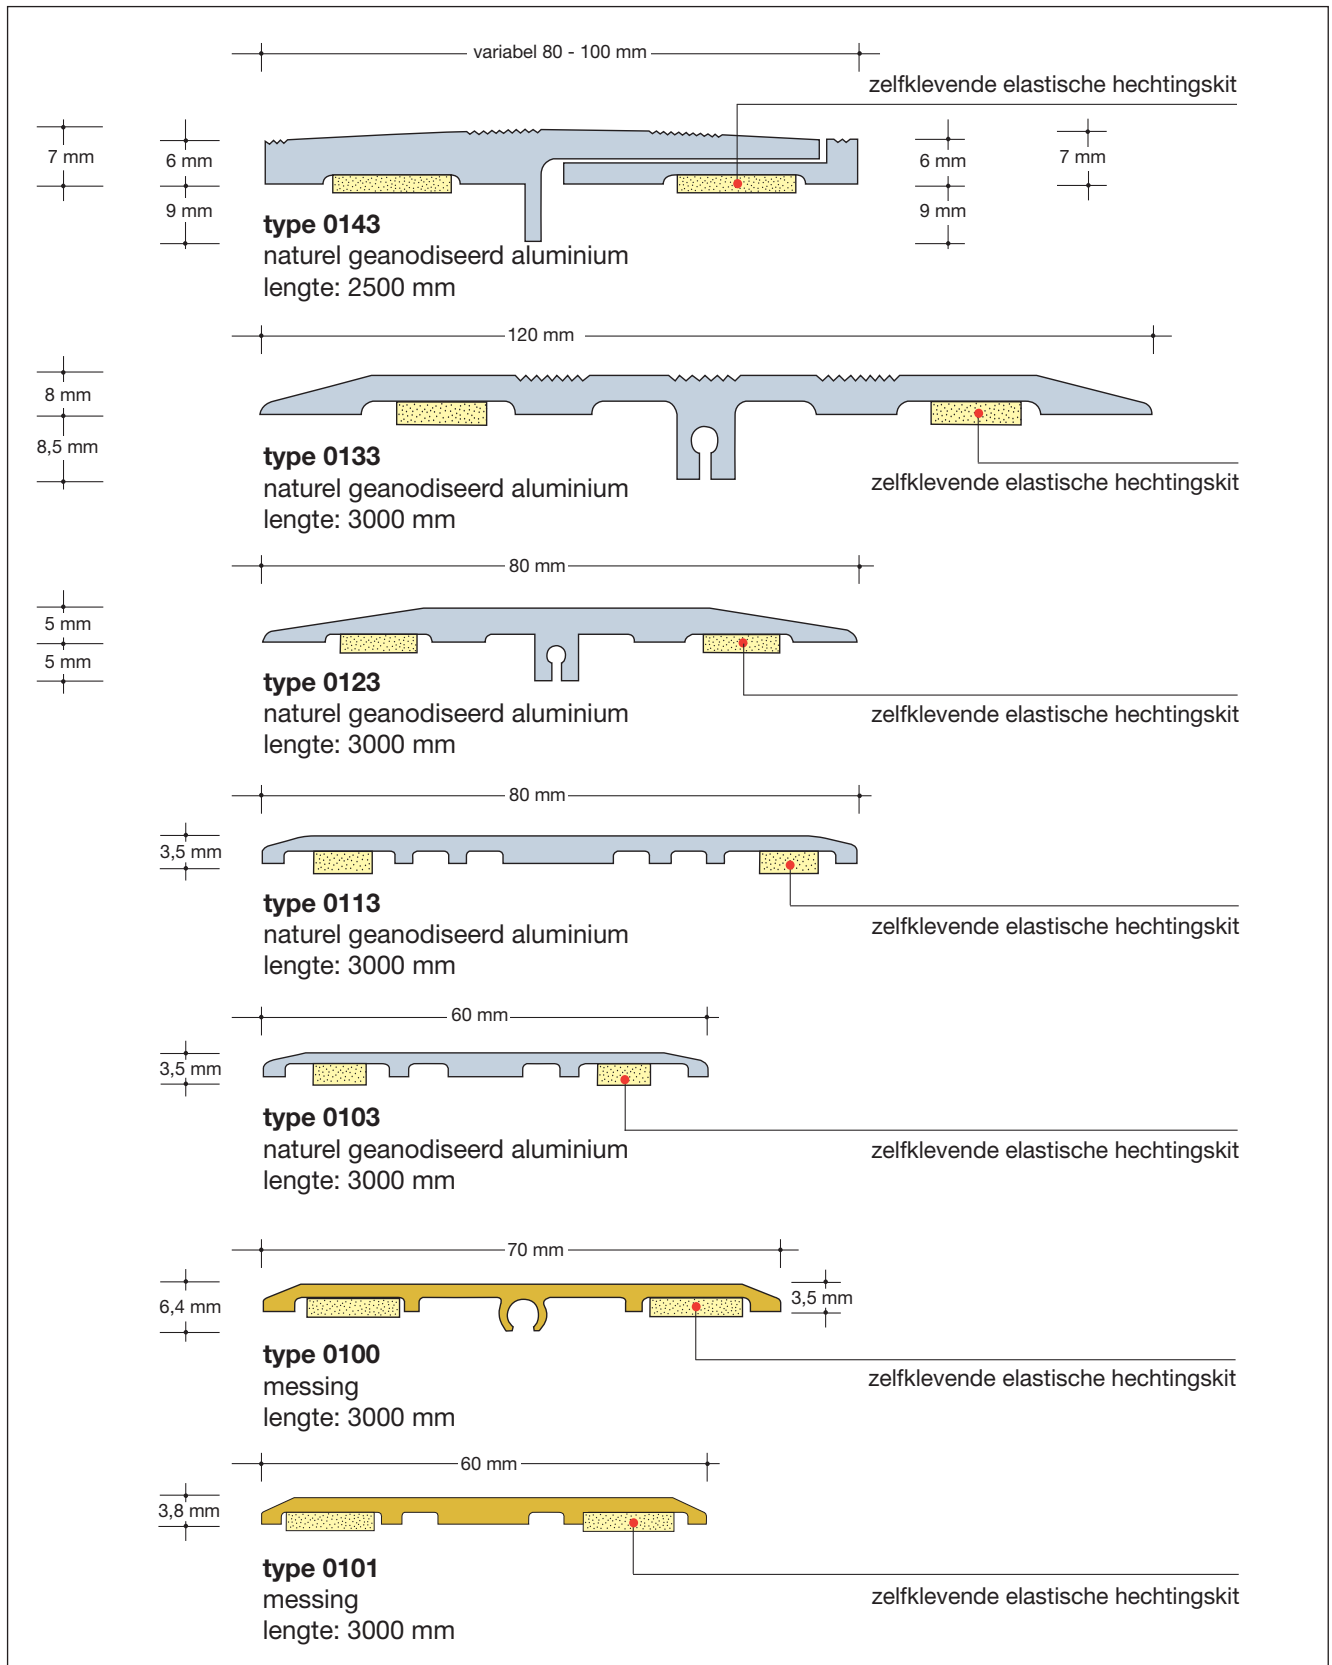 variabel 80 - 100 mm
zelfklevende elastische hechtingskit
7 mm
6 mm
9 mm
6 mm
7 mm
9 mm
type 0143
naturel geanodiseerd aluminium
lengte: 2500 mm
120 mm
8 mm
8,5 mm
type 0133
naturel geanodiseerd aluminium
lengte: 3000 mm
zelfklevende elastische hechtingskit
80 mm
5 mm
5 mm
type 0123
naturel geanodiseerd aluminium
lengte: 3000 mm
zelfklevende elastische hechtingskit
80 mm
3,5 mm
type 0113
naturel geanodiseerd aluminium
lengte: 3000 mm
zelfklevende elastische hechtingskit
60 mm
3,5 mm
type 0103
naturel geanodiseerd aluminium
lengte: 3000 mm
zelfklevende elastische hechtingskit
70 mm
6,4 mm
3,5 mm
type 0100
messing
lengte: 3000 mm
zelfklevende elastische hechtingskit
60 mm
3,8 mm
type 0101
messing
lengte: 3000 mm
zelfklevende elastische hechtingskit